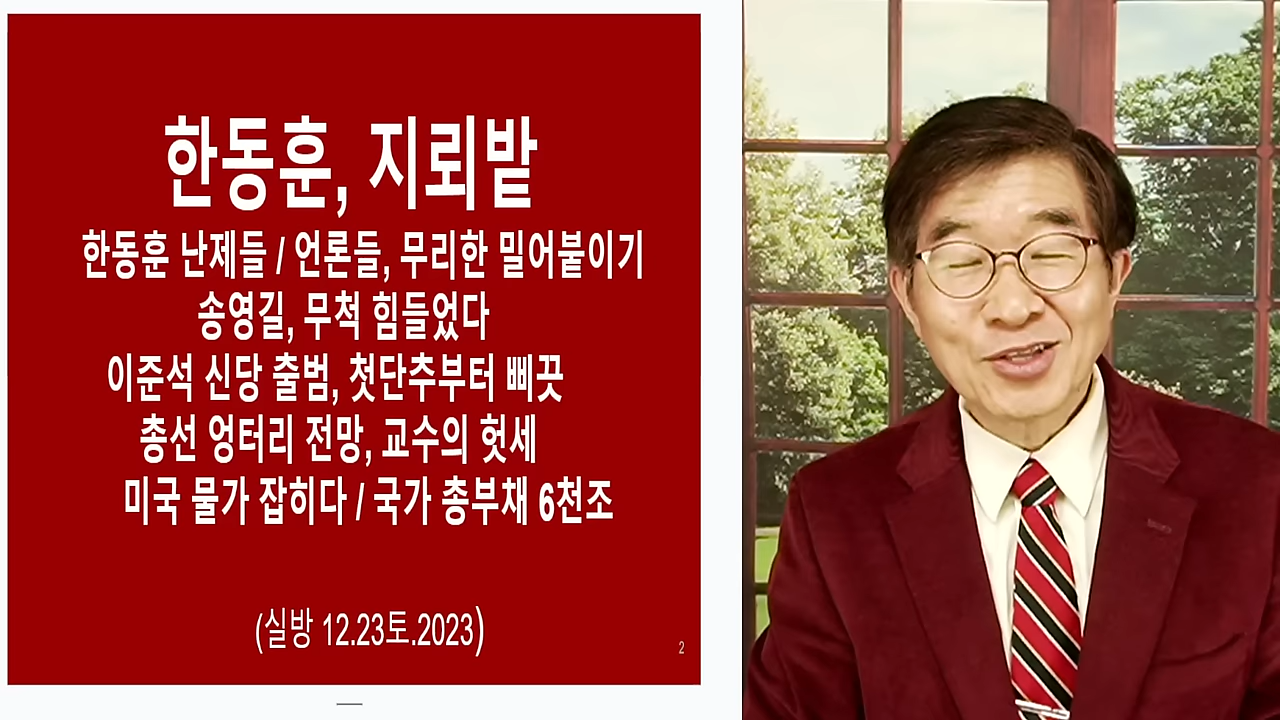 한동훈, 지뢰밭
한동훈 난제들 / 언론들, 무리한 밀어붙이기
송영길, 무척 힘들었다
이준석 신당 출범, 첫단추부터 삐끗
총선 엉터리 전망, 교수의 헛세
미국 물가 잡히다 / 국가 총부채 6천조
(실방 12.23토.2023)
2